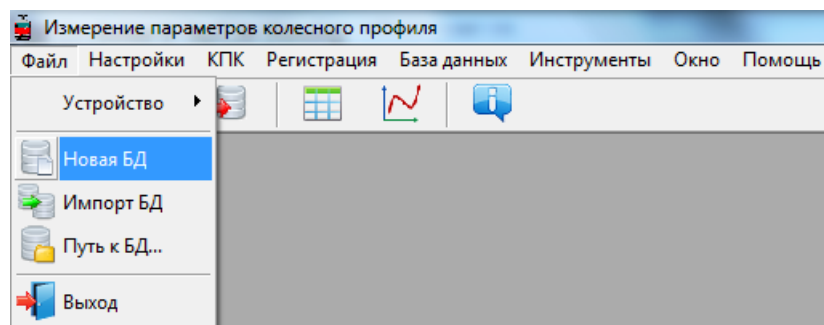 Измерение параметров колесного профиля
Файл Настройки КПК Регистрация База данных Инструменты Окно Помощь
Устройство
Новая БД
Импорт БД
Путь к БД...
Выход